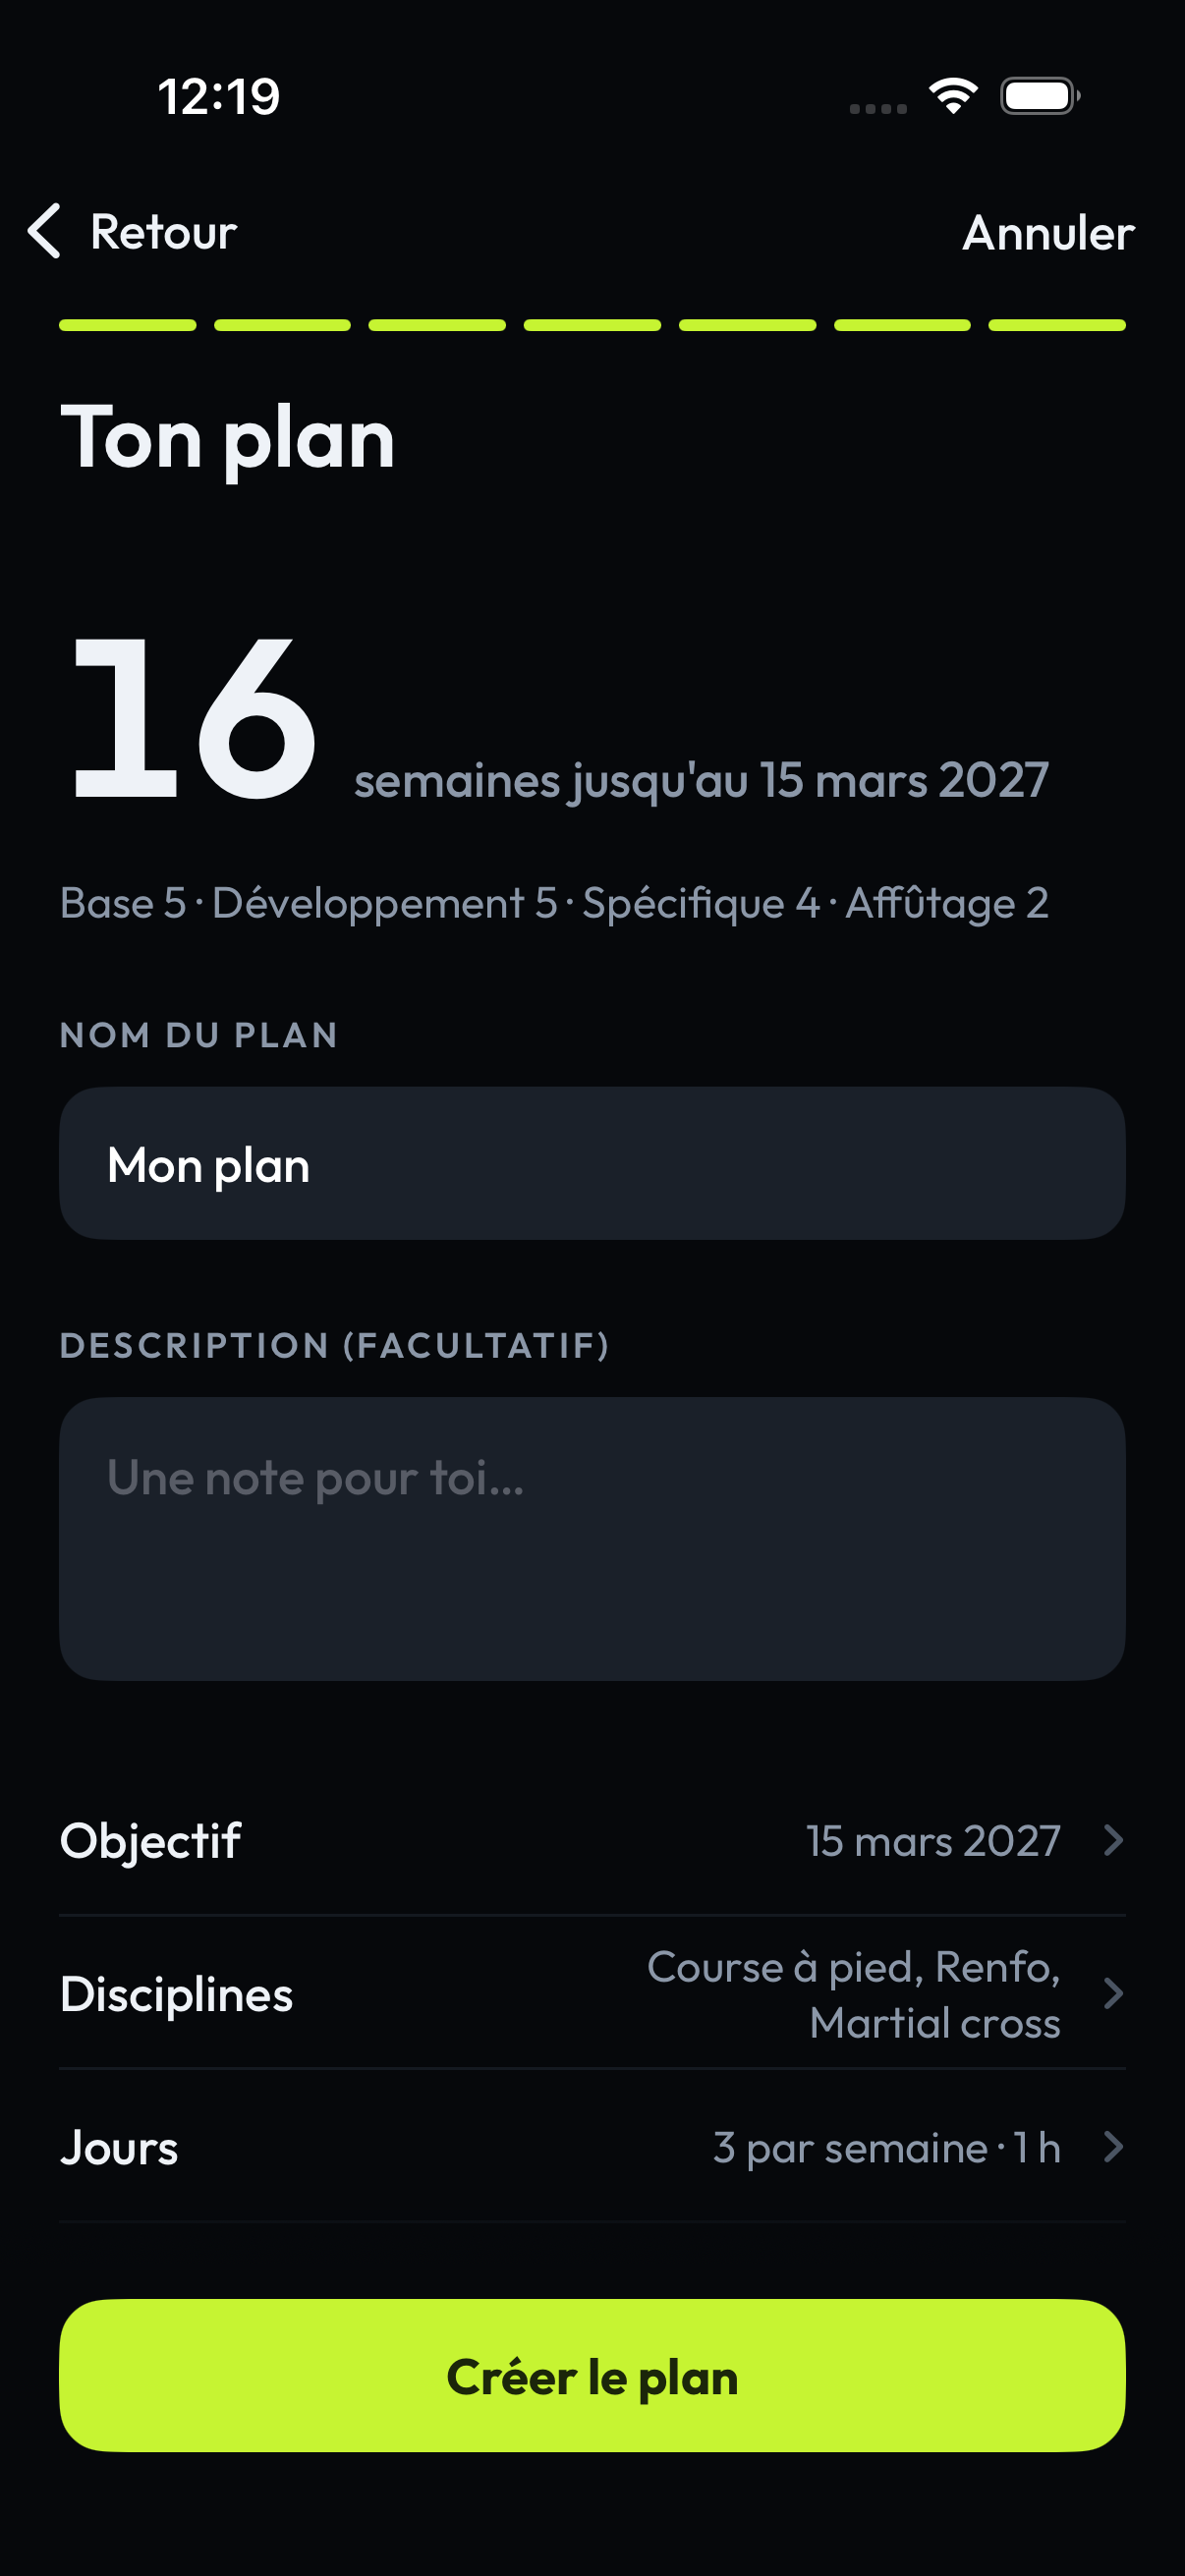 12:19
Retour
Annuler
Ton plan
16 semaines jusqu'au 15 mars 2027
Base 5 · Développement 5 · Spécifique 4 · Affûtage 2
NOM DU PLAN
Mon plan
DESCRIPTION (FACULTATIF)
Une note pour toi…
Objectif
15 mars 2027
Disciplines
Course à pied, Renfo,
Martial cross
Jours
3 par semaine · 1 h
Créer le plan